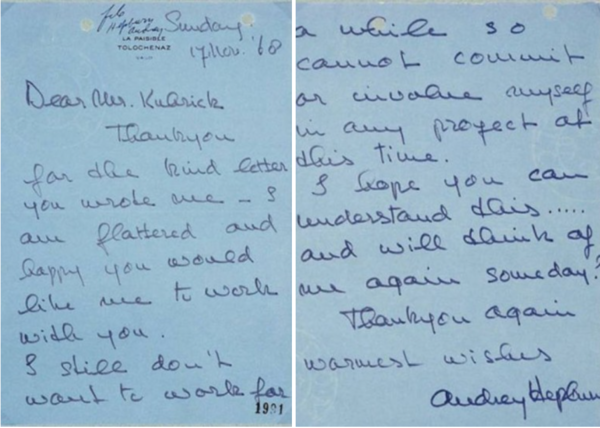 Sunday
LA PAISIBLE
TOLOCHENAZ
17 Nov. '68
Dear Mr. Kubrick
Thankyou
for the kind letter
you wrote me – I
am flattered and
happy you would
like me to work
with you.
I still don't
want to work for
1991
a while so
cannot commit
or involve myself
in any project at
this time.
I hope you can
understand this.....
and will think of
me again someday?
Thankyou again
warmest wishes
Audrey Hepburn